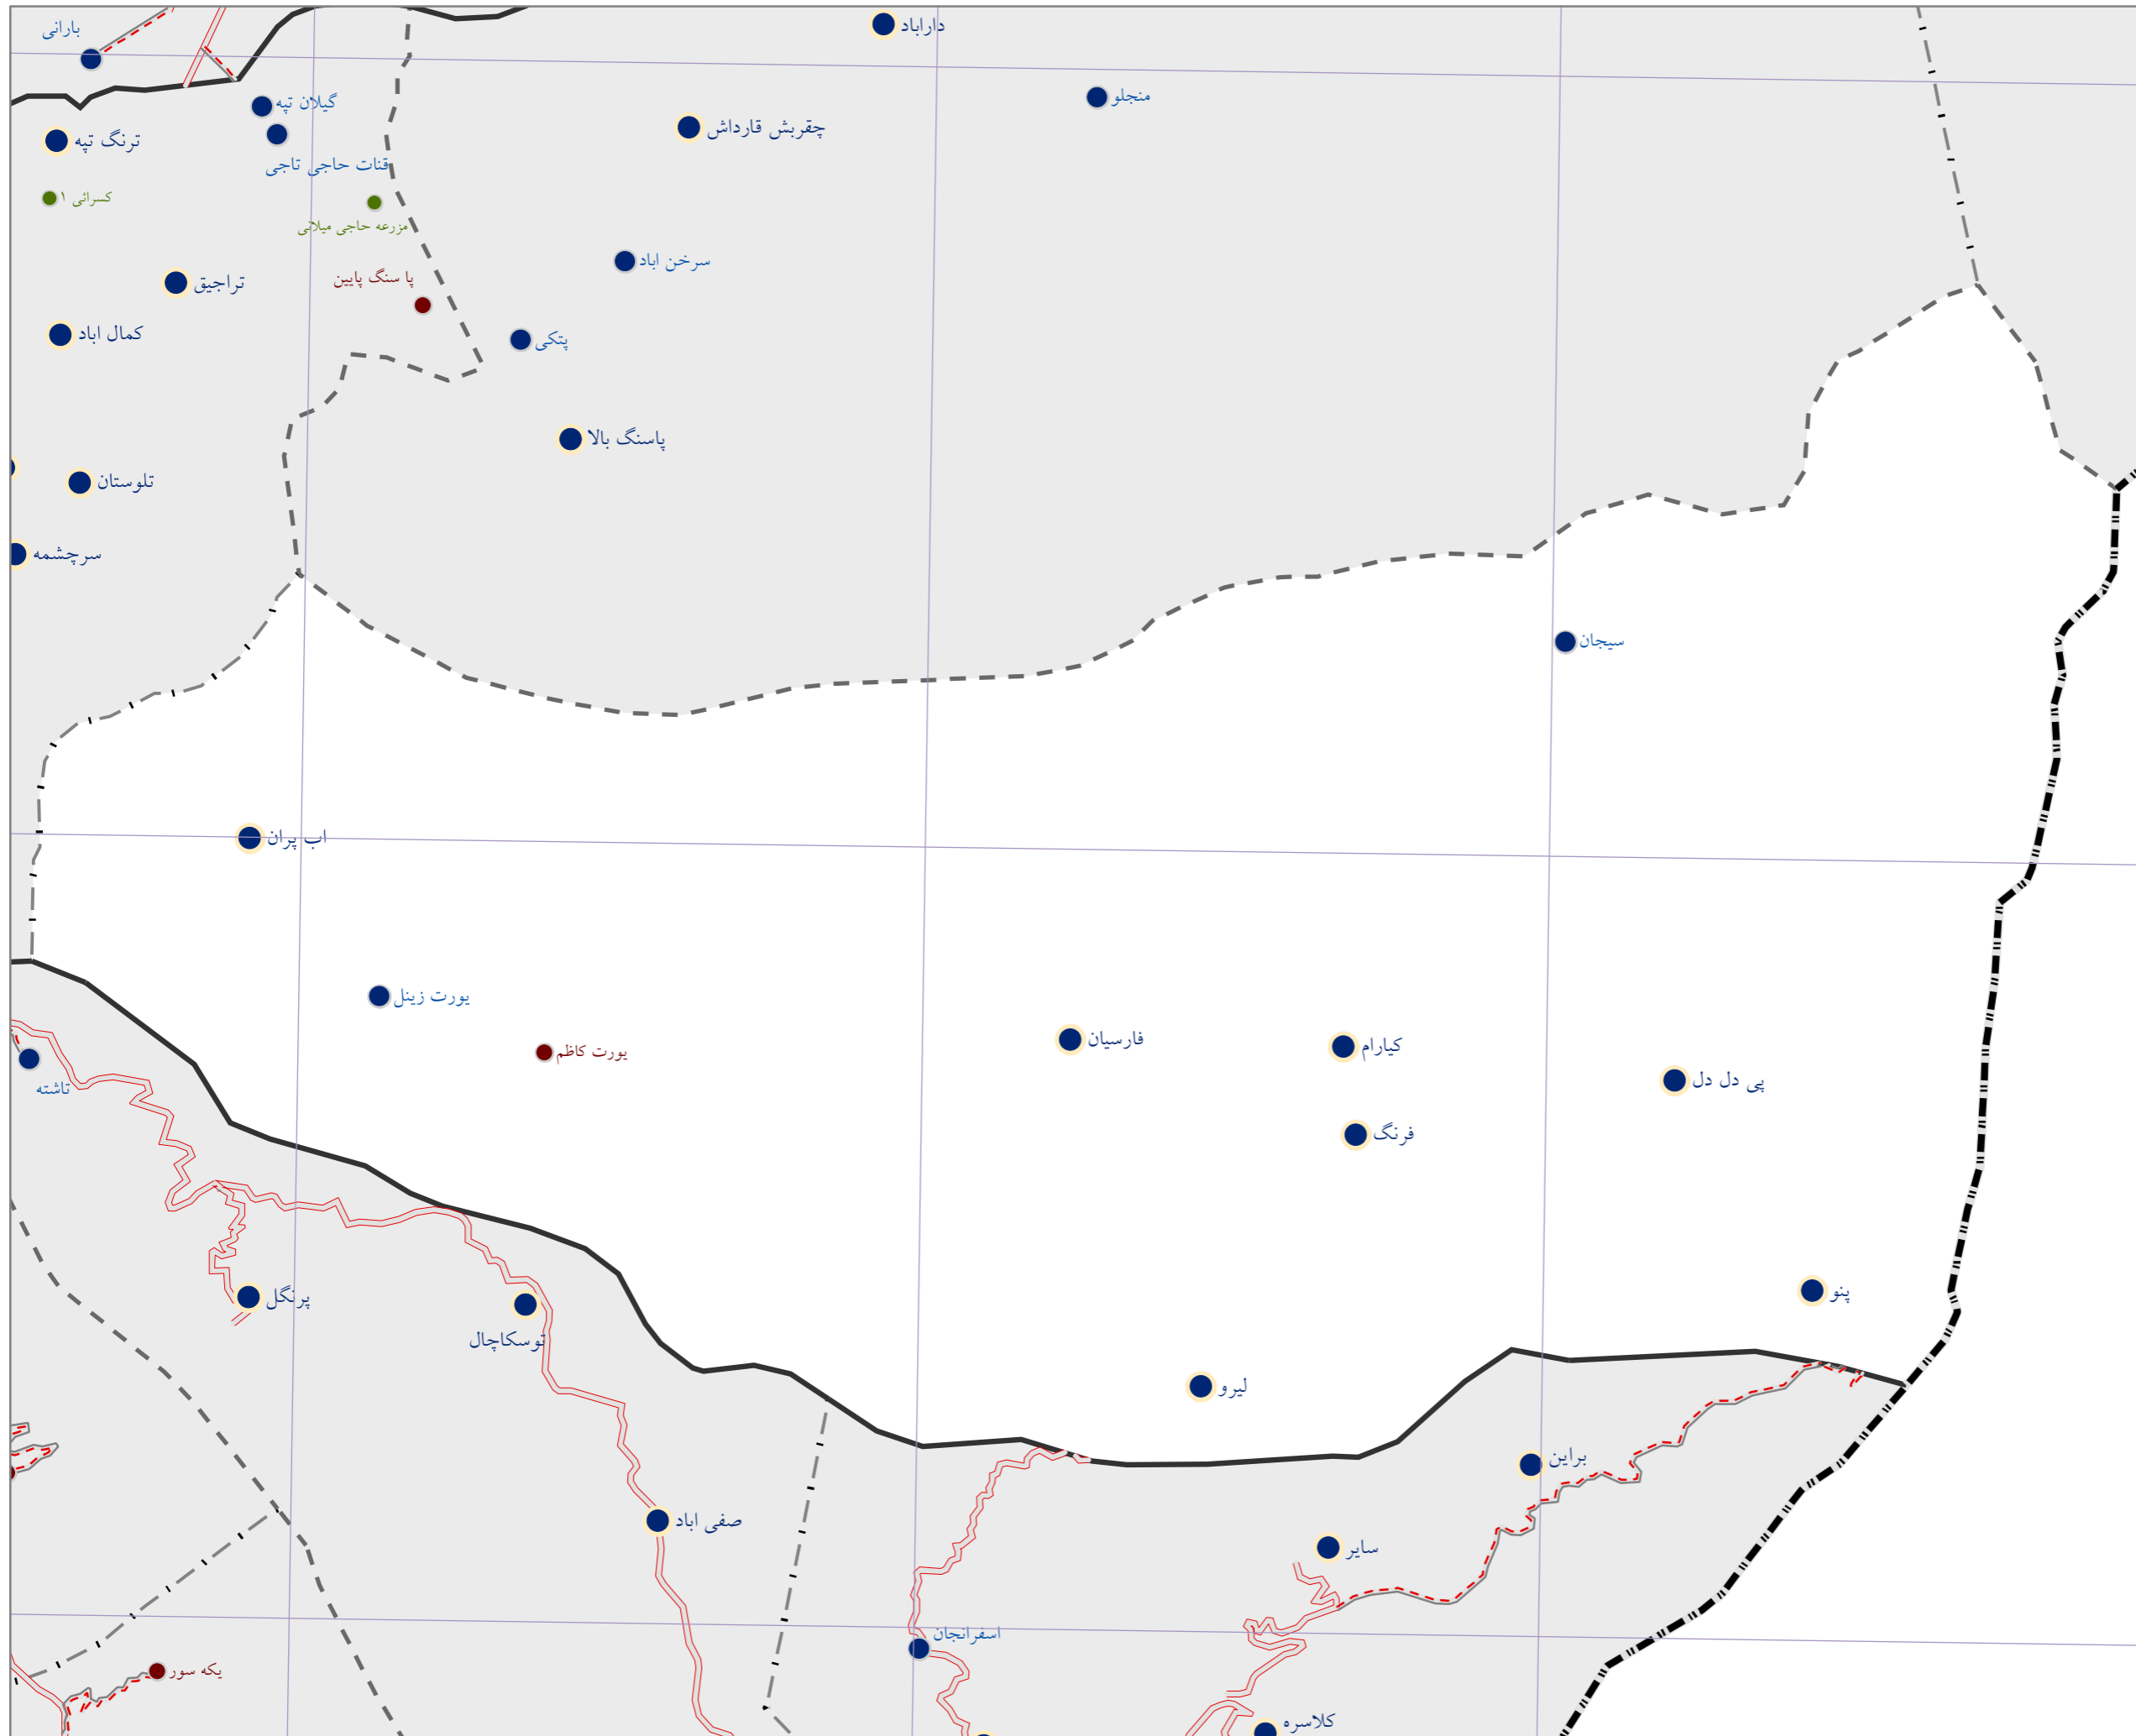 داراباد
بارانی
منجلو
گیلان تپه
چقربش قارداش
ترنگ تپه
قنات حاجی تاجی
کسرائی ۱
مزرعه حاجی میلانی
سرخن اباد
پا سنگ پایین
تراجیق
کمال اباد
پتکی
پاسنگ بالا
تلوستان
سرچشمه
سیجان
اب پران
یورت زینل
فارسیان
کیارام
یورت کاظم
پی دل دل
تاشته
فرنگ
پنو
پرنگل
توسکاچال
لیرو
براین
صفی اباد
سایر
اسفرانجان
یکه سور
کلاسره